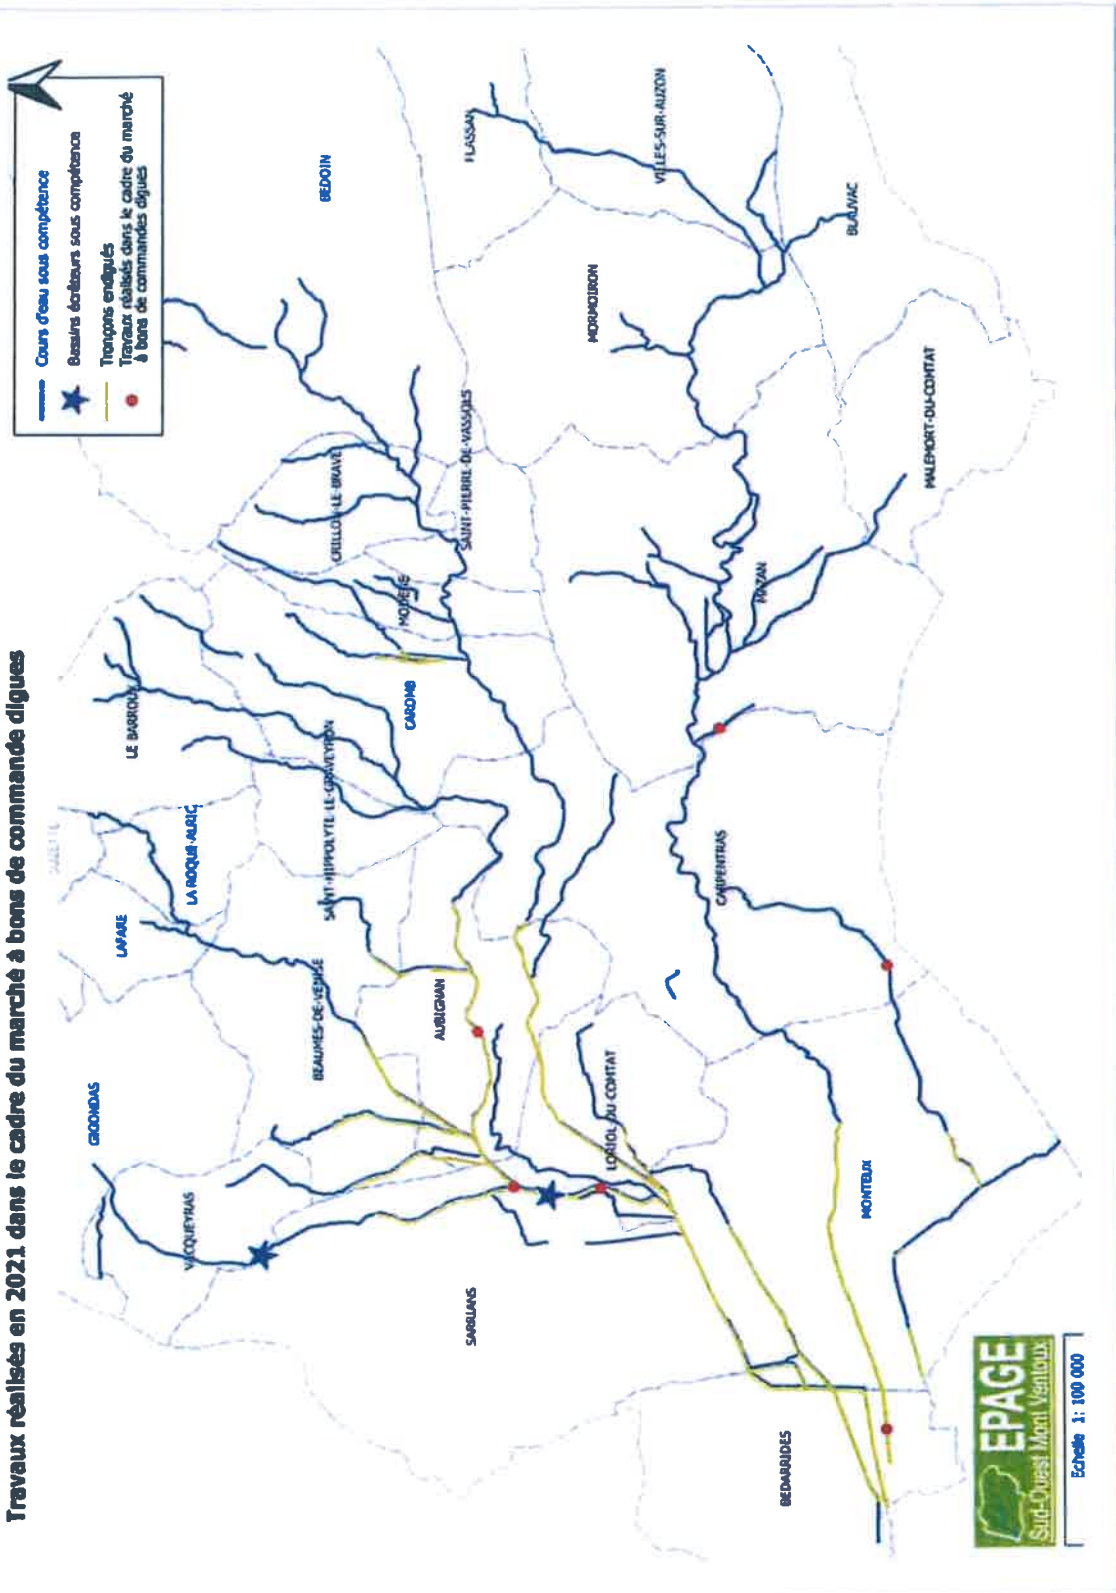 Travaux réalisés en 2021 dans le cadre du marché à bons de commande digues
Cours d'eau sous compétence
Bassins écrêteurs sous compétence
Tronçons endigués
Travaux réalisés dans le cadre du marché
à bons de commandes digues
SUZETTE
GIGONDAS
LAFARE
LA ROQUE-ALRIC
LE BARROUX
VACQUEYRAS
BEAUMES-DE-VENISE
SAINT-HIPPOLYTE-LE-GRAVEYRON
CRILLON-LE-BRAVE
BEDOIN
CAROMB
MODENE
AUBIGNAN
SARRIANS
SAINT-PIERRE-DE-VASSOLS
FLASSAN
LORIOL DU COMTAT
MORMOIRON
VILLES-SUR-AUZON
CARPENTRAS
MAZAN
BEDARRIDES
MONTEUX
BLAUVAC
MALEMORT-DU-COMTAT
EPAGE
Sud-Ouest Mont Ventoux
Echelle 1: 100 000